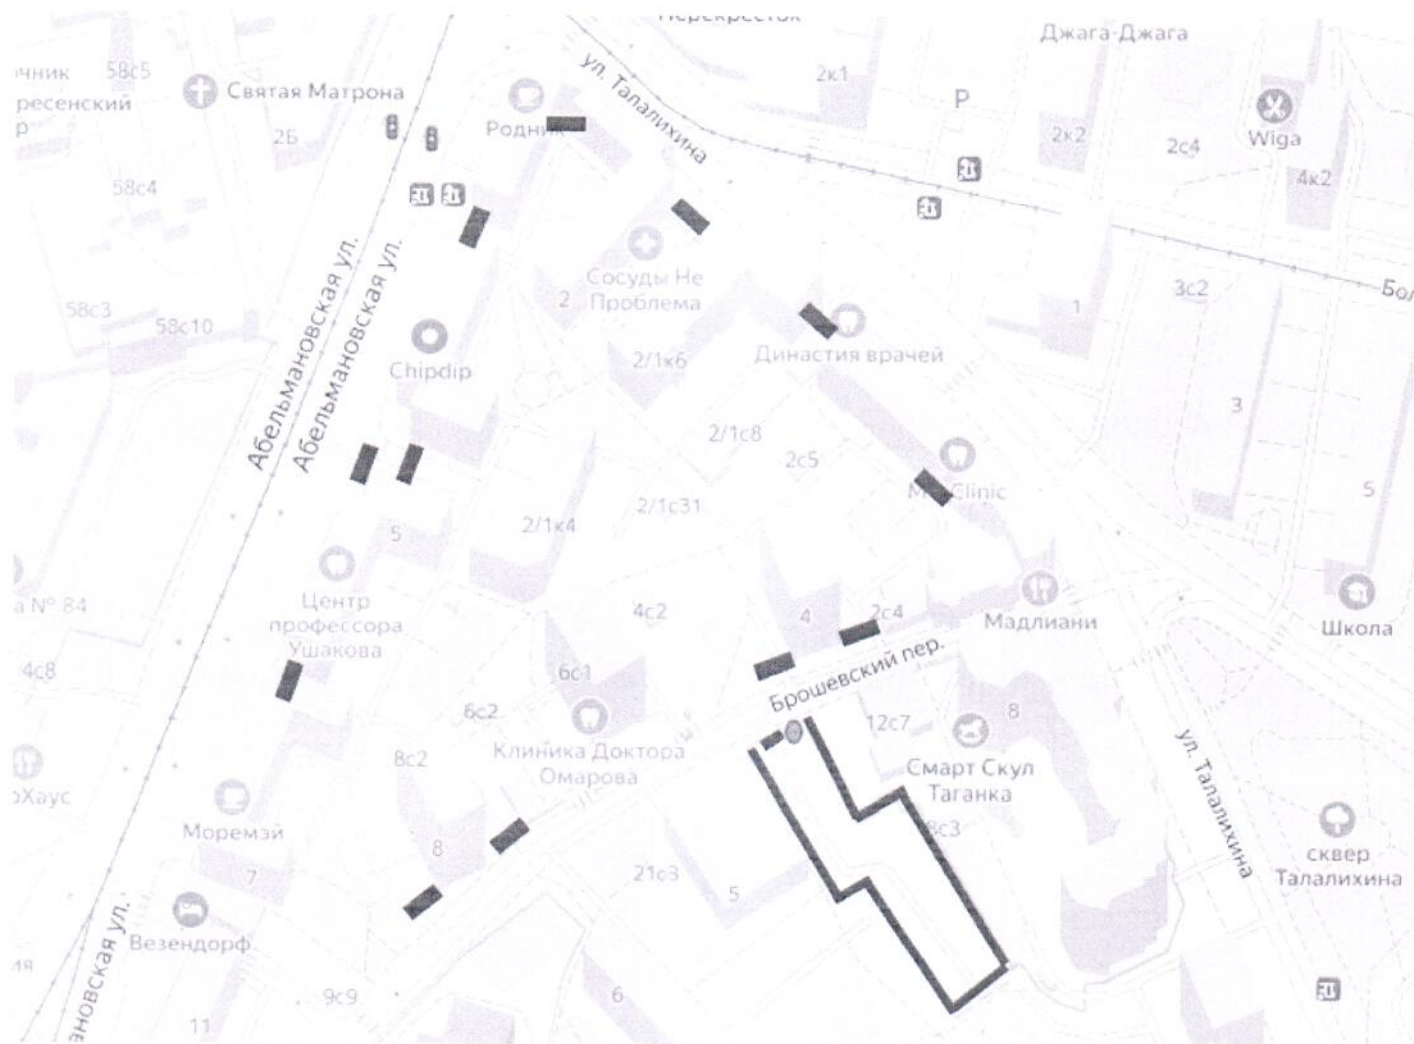 58с5
Джага-Джага
2к1
чник
ресенский
Святая Матрона
ул. Талалихина
P
Родник
2Б
2к2
2с4
Wiga
4к2
58с4
Абельмановская ул.
Абельмановская ул.
2
Сосуды Не
Проблема
3с2
Бол
58с3
58с10
1
Chipdip
2/1к6
Династия врачей
3
2/1с8
2с5
5
2/1с31
2/1к4
5
Clinic
Центр
профессора
Ушакова
а № 84
4с2
4
2с4
Мадлиани
Школа
4с8
6с1
Брошевский пер.
6с2
12с7
8
Клиника Доктора
Омарова
8с2
Смарт Скул
Таганка
ул. Талалихина
оХаус
Моремэй
8
8с3
сквер
Талалихина
7
21с3
5
Везендорф
ановская ул.
ия
9с9
6
11